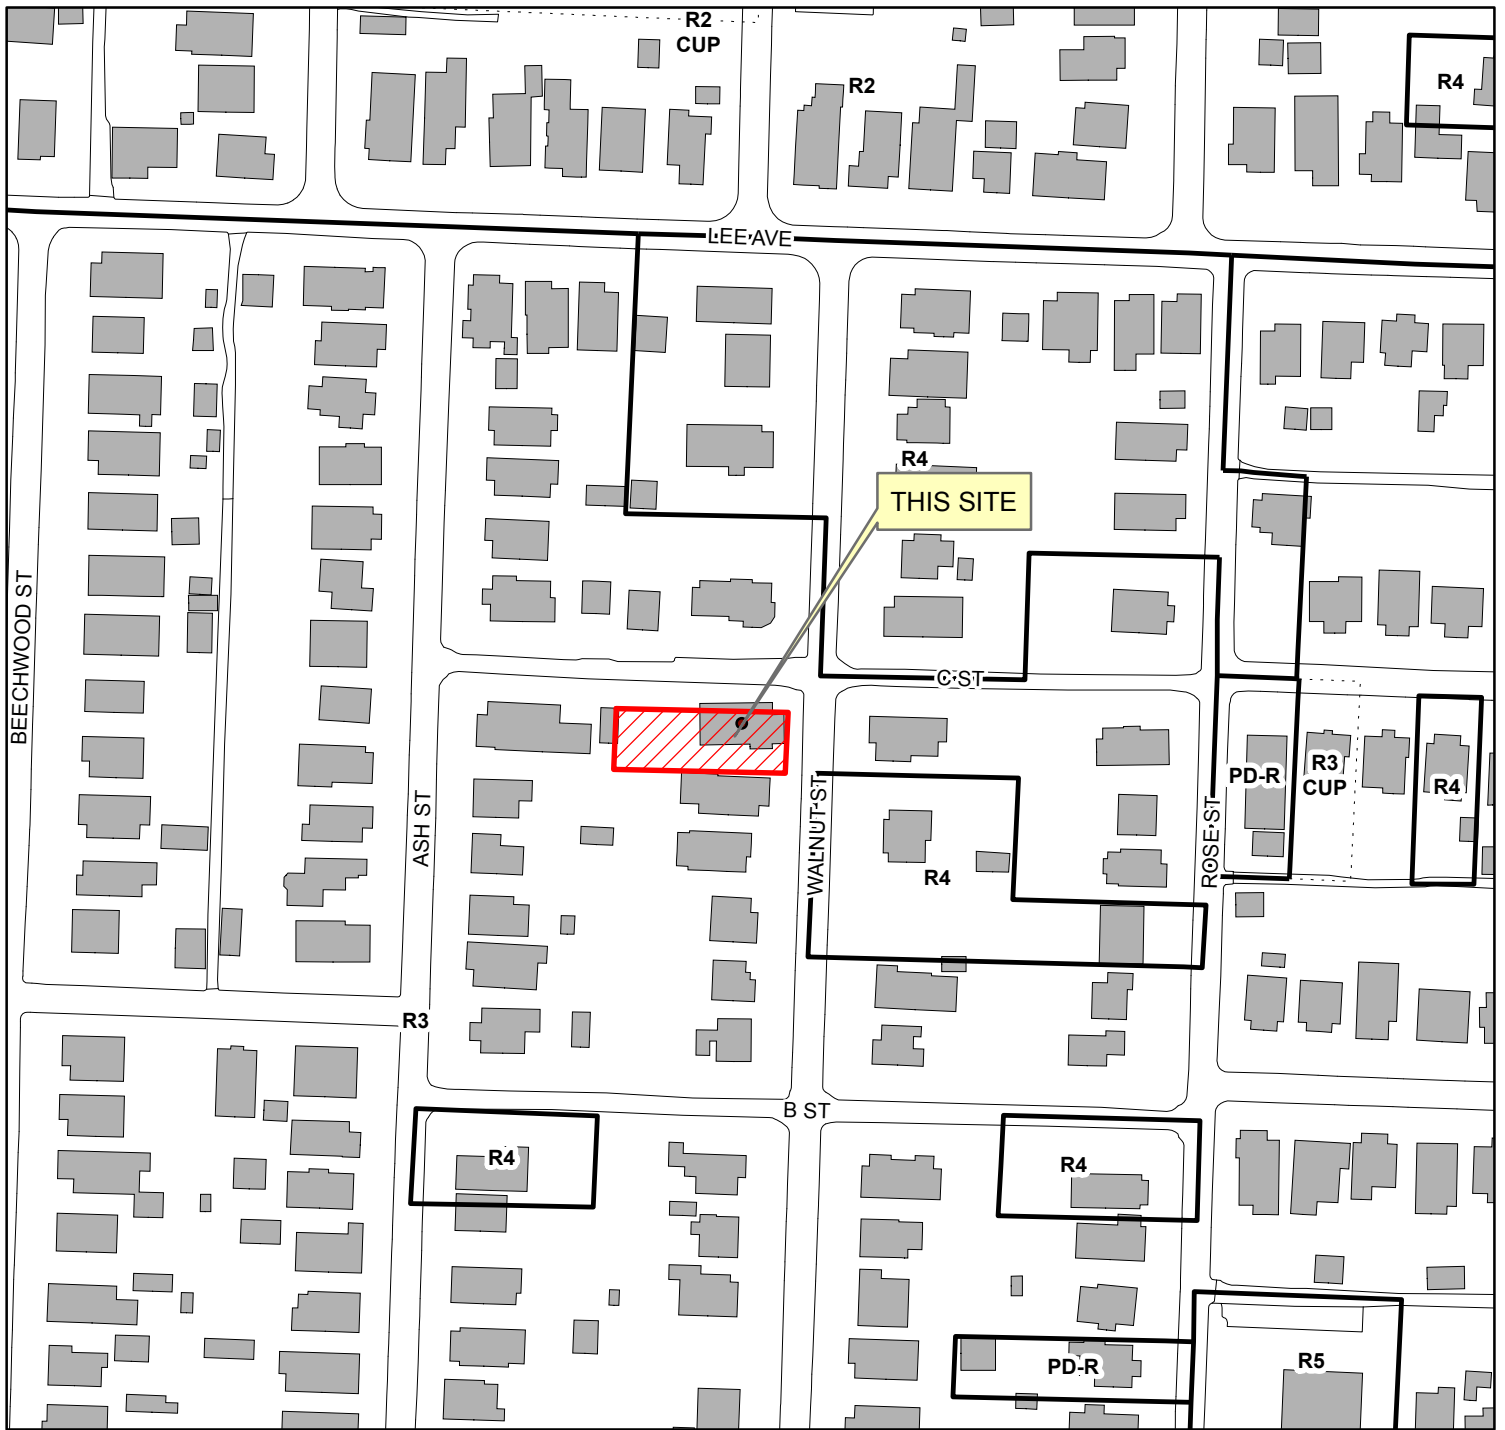 R2
CUP
R2
R4
LEE AVE
R4
THIS SITE
BEECHWOOD ST
C ST
PD-R
R3
CUP
R4
ASH ST
WALNUT ST
ROSE ST
R4
R3
B ST
R4
R4
PD-R
R5